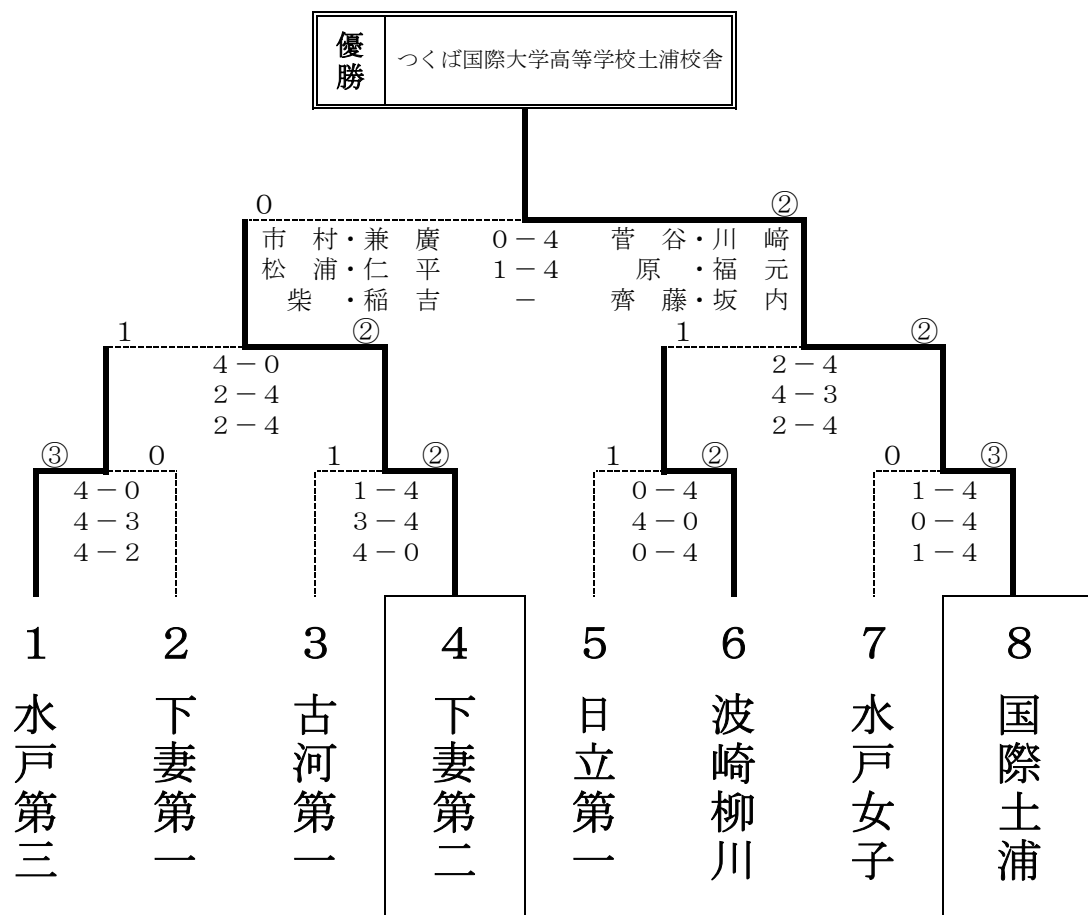 優勝
つくば国際大学高等学校土浦校舎
0 ②
市 村・兼 廣 0-4 菅 谷・川 﨑
松 浦・仁 平 1-4 原 ・福 元
柴 ・稲 吉 - 齊 藤・坂 内
1 ② 1 ②
4-0 2-4
2-4 4-3
2-4 2-4
③ 0 1 ② 1 ② 0 ③
4-0 1-4 0-4 1-4
4-3 3-4 4-0 0-4
4-2 4-0 0-4 1-4
1 2 3 4 5 6 7 8
水戸第三
下妻第一
古河第一
下妻第二
日立第一
波崎柳川
水戸女子
国際土浦